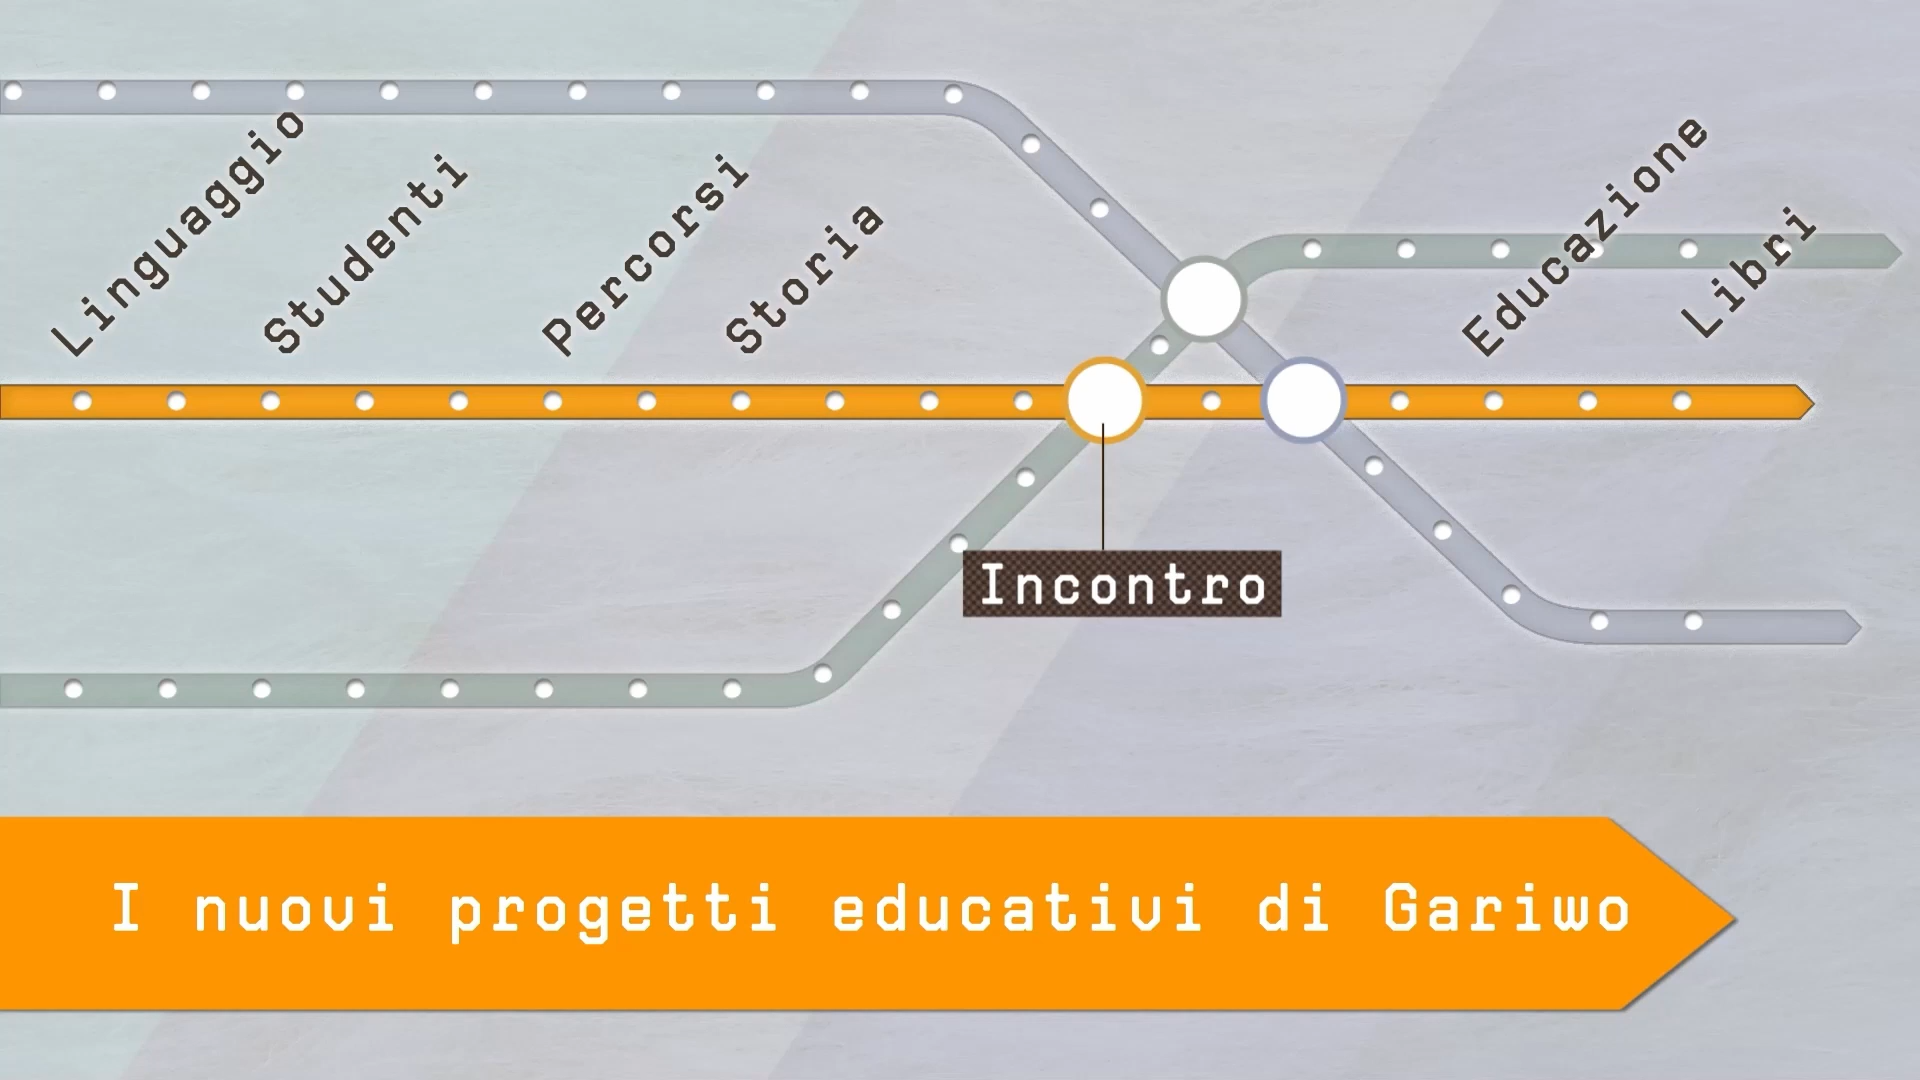 Linguaggio
Studenti
Percorsi
Storia
Educazione
Libri
Incontro
I nuovi progetti educativi di Gariwo